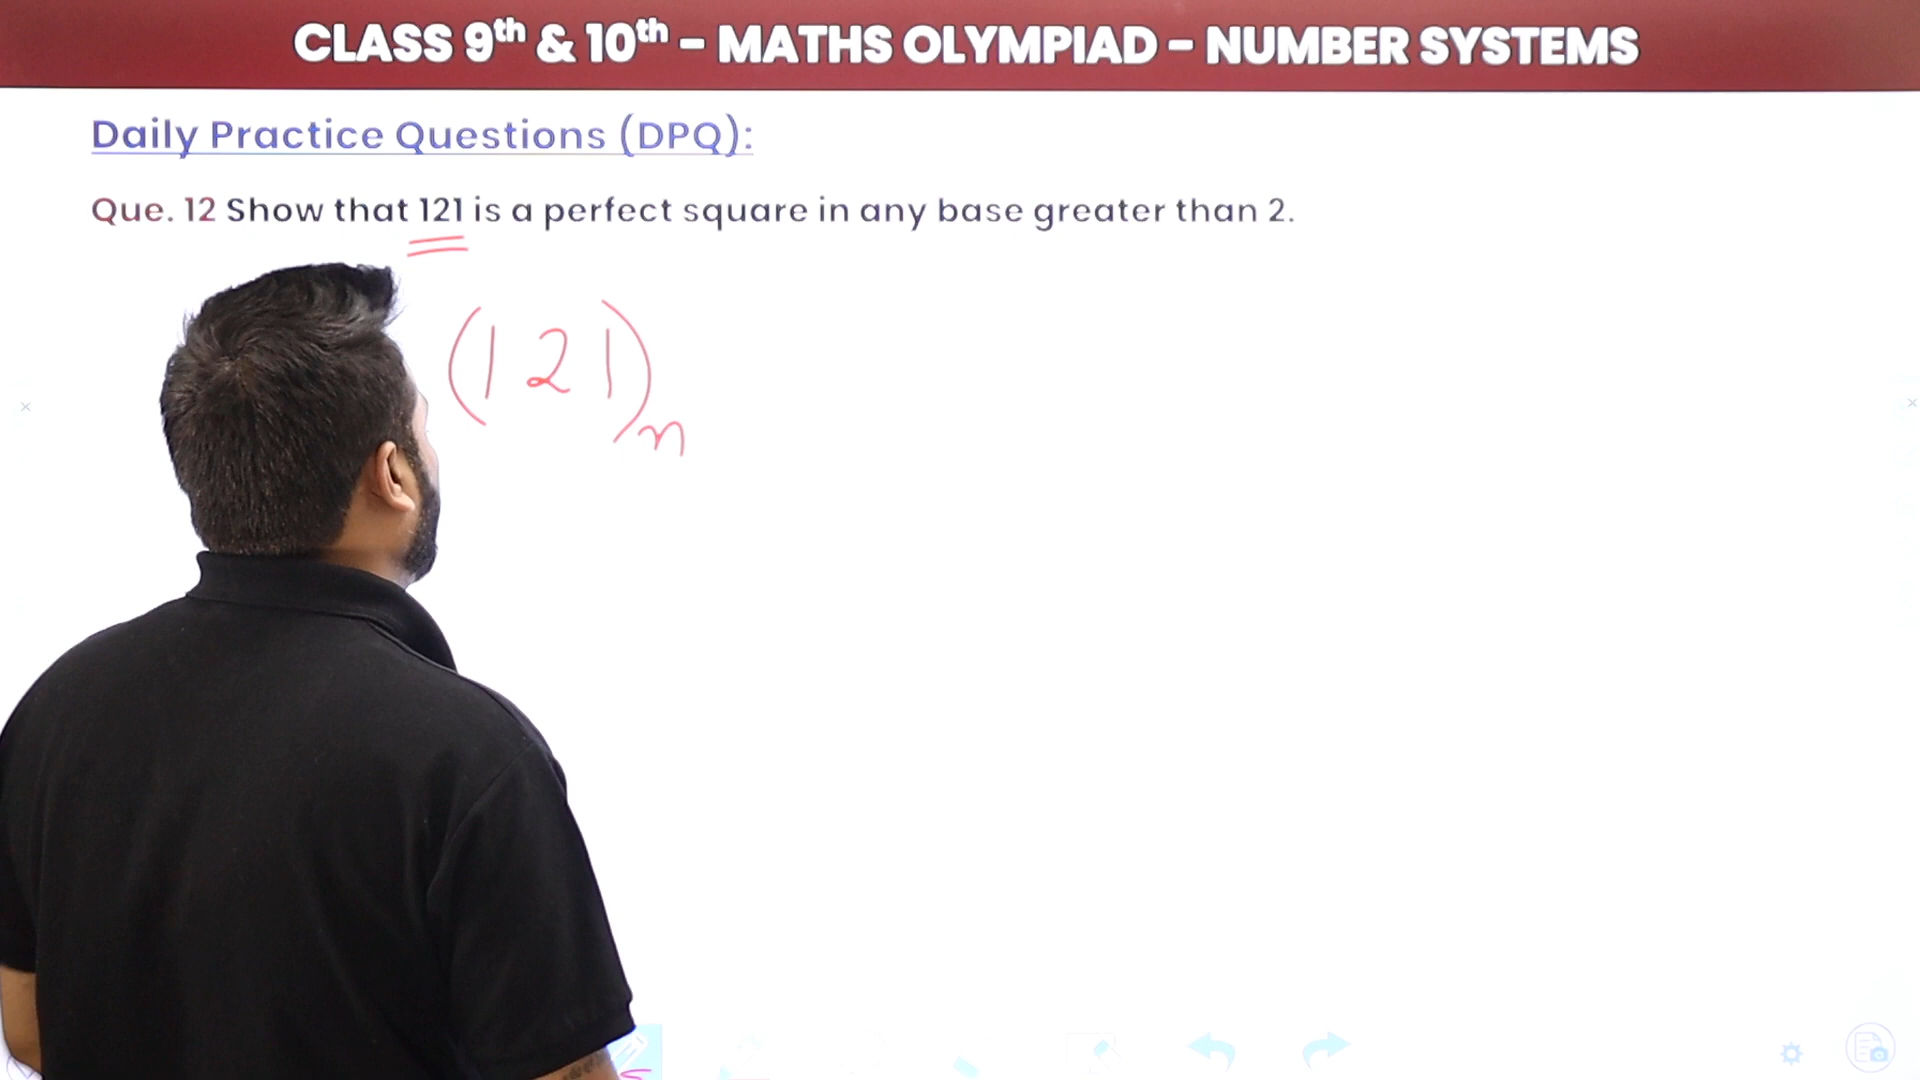 CLASS 9th & 10th – MATHS OLYMPIAD – NUMBER SYSTEMS
Daily Practice Questions (DPQ):
Que. 12 Show that 121 is a perfect square in any base greater than 2.
(121)n